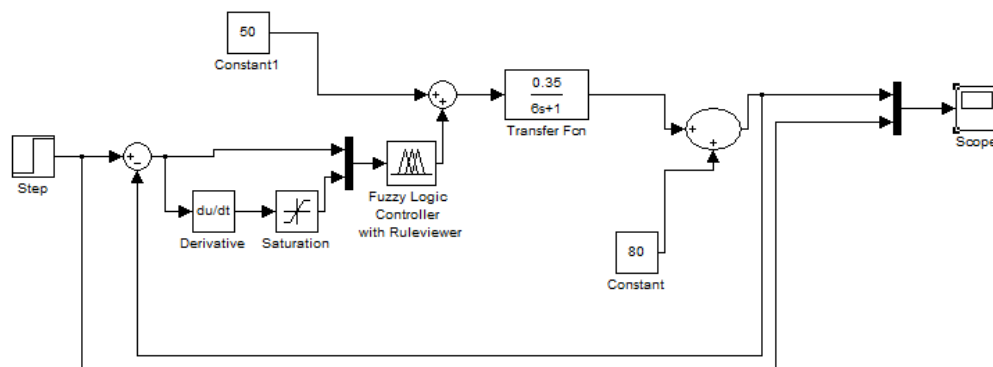 50
Constant1
+
+
0.35
6s+1
Transfer Fcn
+
+
Scope
+
−
Step
du/dt
Derivative
Saturation
Fuzzy Logic
Controller
with Ruleviewer
80
Constant